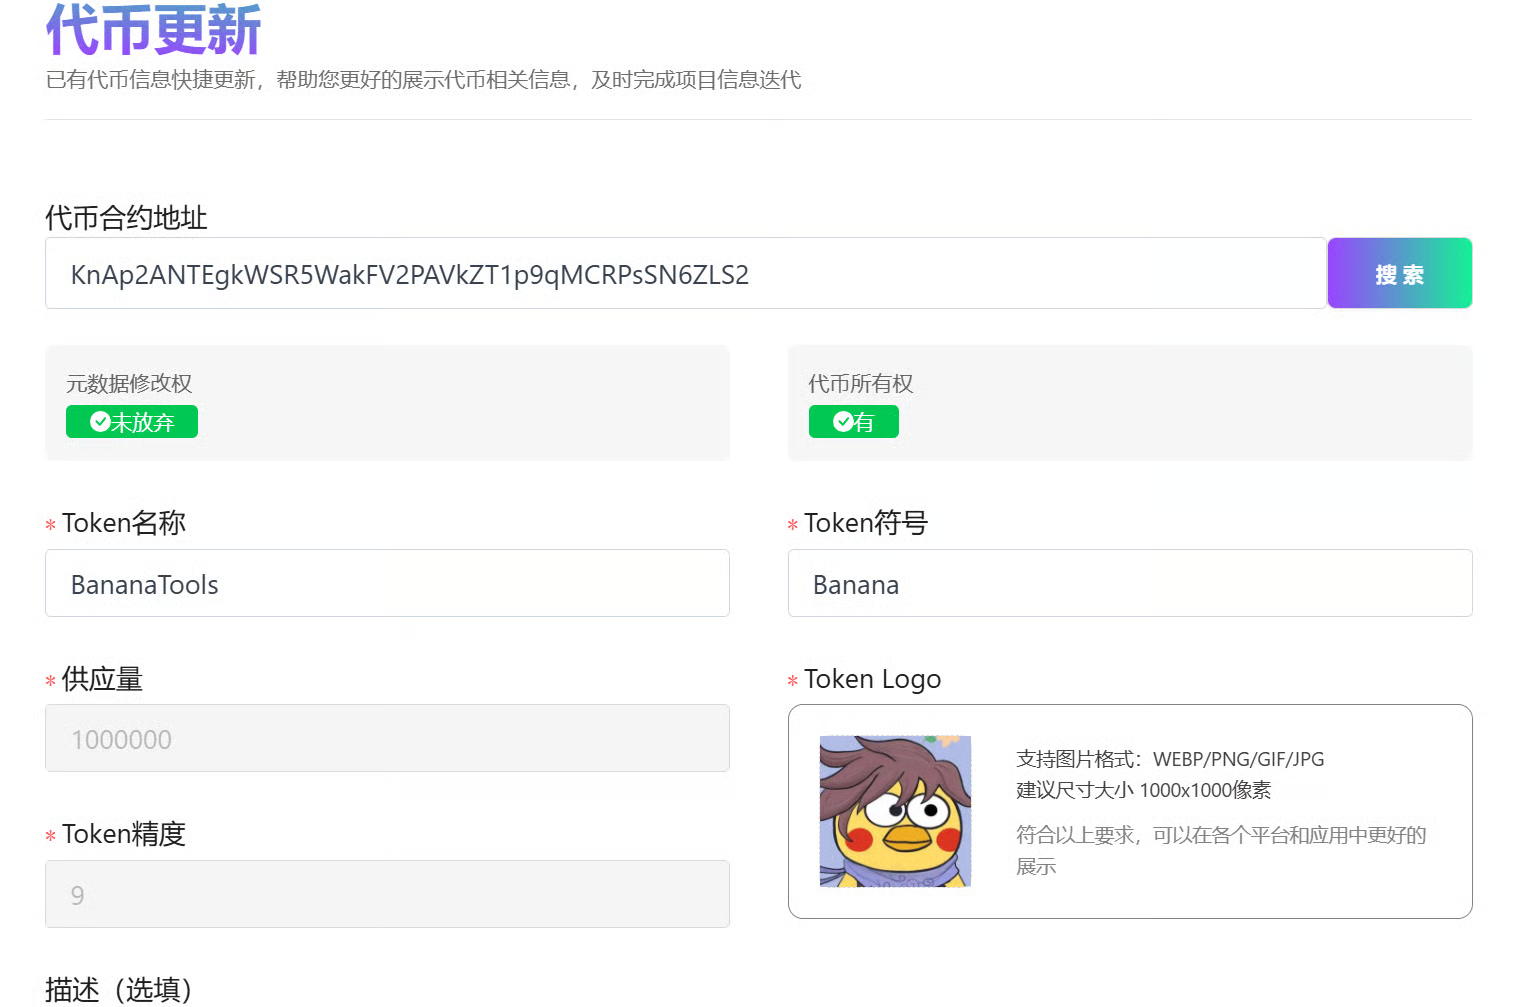 代币更新
已有代币信息快捷更新，帮助您更好的展示代币相关信息，及时完成项目信息迭代
代币合约地址
KnAp2ANTEgkWSR5WakFV2PAVkZT1p9qMCRPsSN6ZLS2
搜 索
元数据修改权
未放弃
代币所有权
有
* Token名称
BananaTools
* Token符号
Banana
* 供应量
1000000
* Token精度
9
* Token Logo
支持图片格式：WEBP/PNG/GIF/JPG
建议尺寸大小 1000x1000像素
符合以上要求，可以在各个平台和应用中更好的
展示
描述（选填）